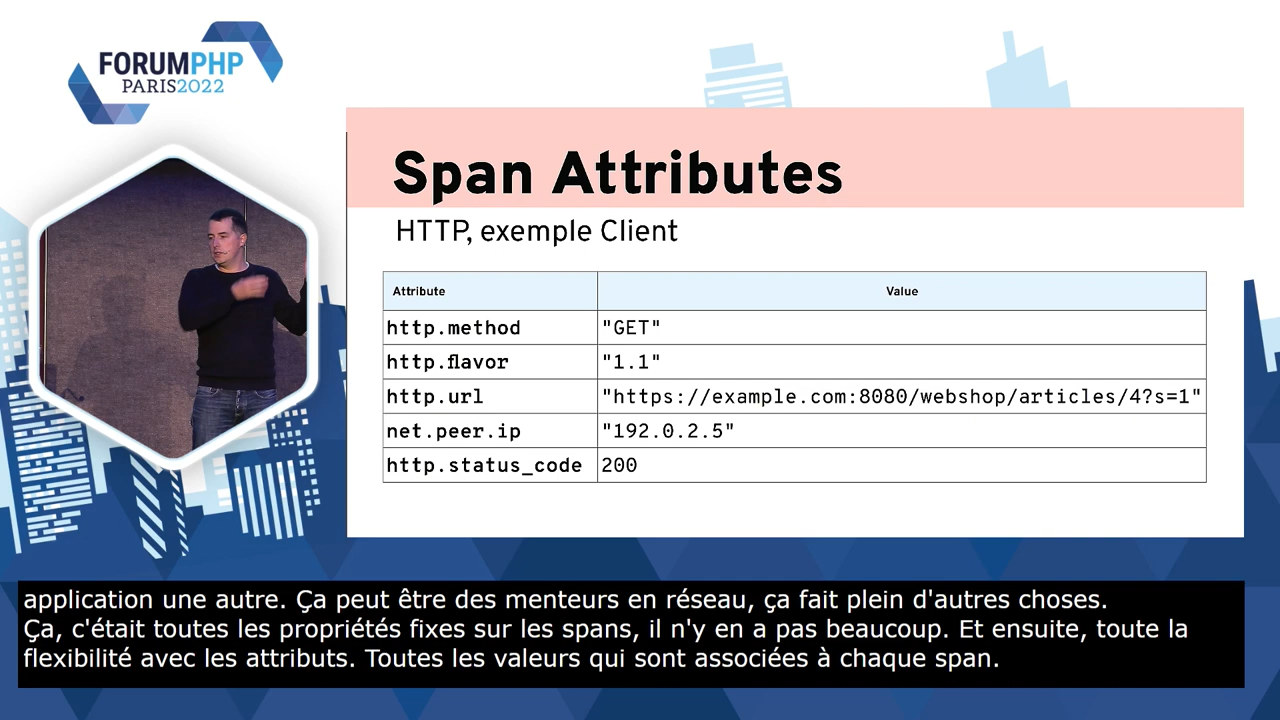 FORUMPHP
PARIS2022
Span Attributes
HTTP, exemple Client
Attribute Value
http.method "GET"
http.flavor "1.1"
http.url "https://example.com:8080/webshop/articles/4?s=1"
net.peer.ip "192.0.2.5"
http.status_code 200
application une autre. Ça peut être des menteurs en réseau, ça fait plein d'autres choses.
Ça, c'était toutes les propriétés fixes sur les spans, il n'y en a pas beaucoup. Et ensuite, toute la
flexibilité avec les attributs. Toutes les valeurs qui sont associées à chaque span.